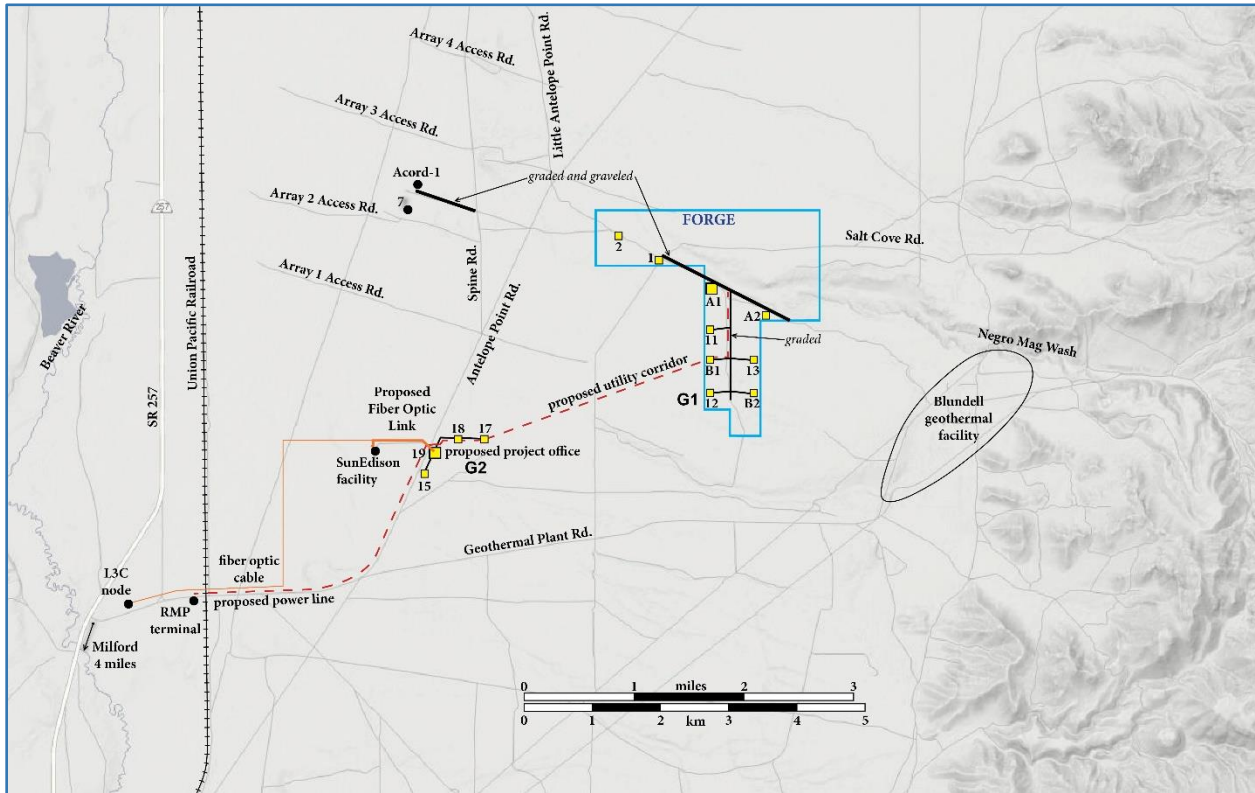 Array 4 Access Rd.
Little Antelope Point Rd.
Array 3 Access Rd.
Acord-1
graded and graveled
7
Array 2 Access Rd.
257
FORGE
2
Salt Cove Rd.
1
Array 1 Access Rd.
Spine Rd.
A1
A2
Beaver River
Union Pacific Railroad
Antelope Point Rd.
11
graded
Negro Mag Wash
B1
13
proposed utility corridor
SR 257
Proposed
Fiber Optic
Link
G1
12
B2
Blundell
geothermal
facility
18
17
19
proposed project office
SunEdison
facility
G2
15
Geothermal Plant Rd.
fiber optic
cable
L3C
node
proposed power line
RMP
terminal
Milford
4 miles
0 1 miles 2 3
0 1 2 km 3 4 5